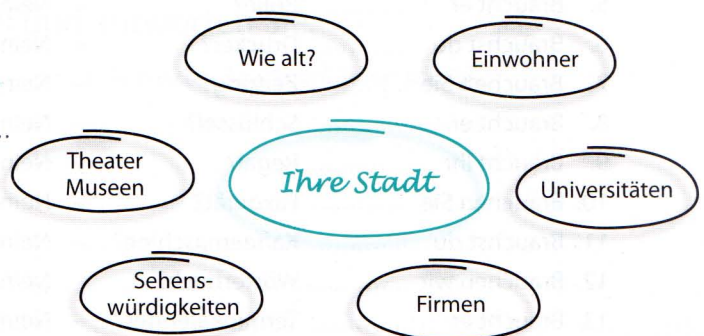 Wie alt?
Einwohner
Theater
Museen
Ihre Stadt
Universitäten
Sehens-
würdigkeiten
Firmen